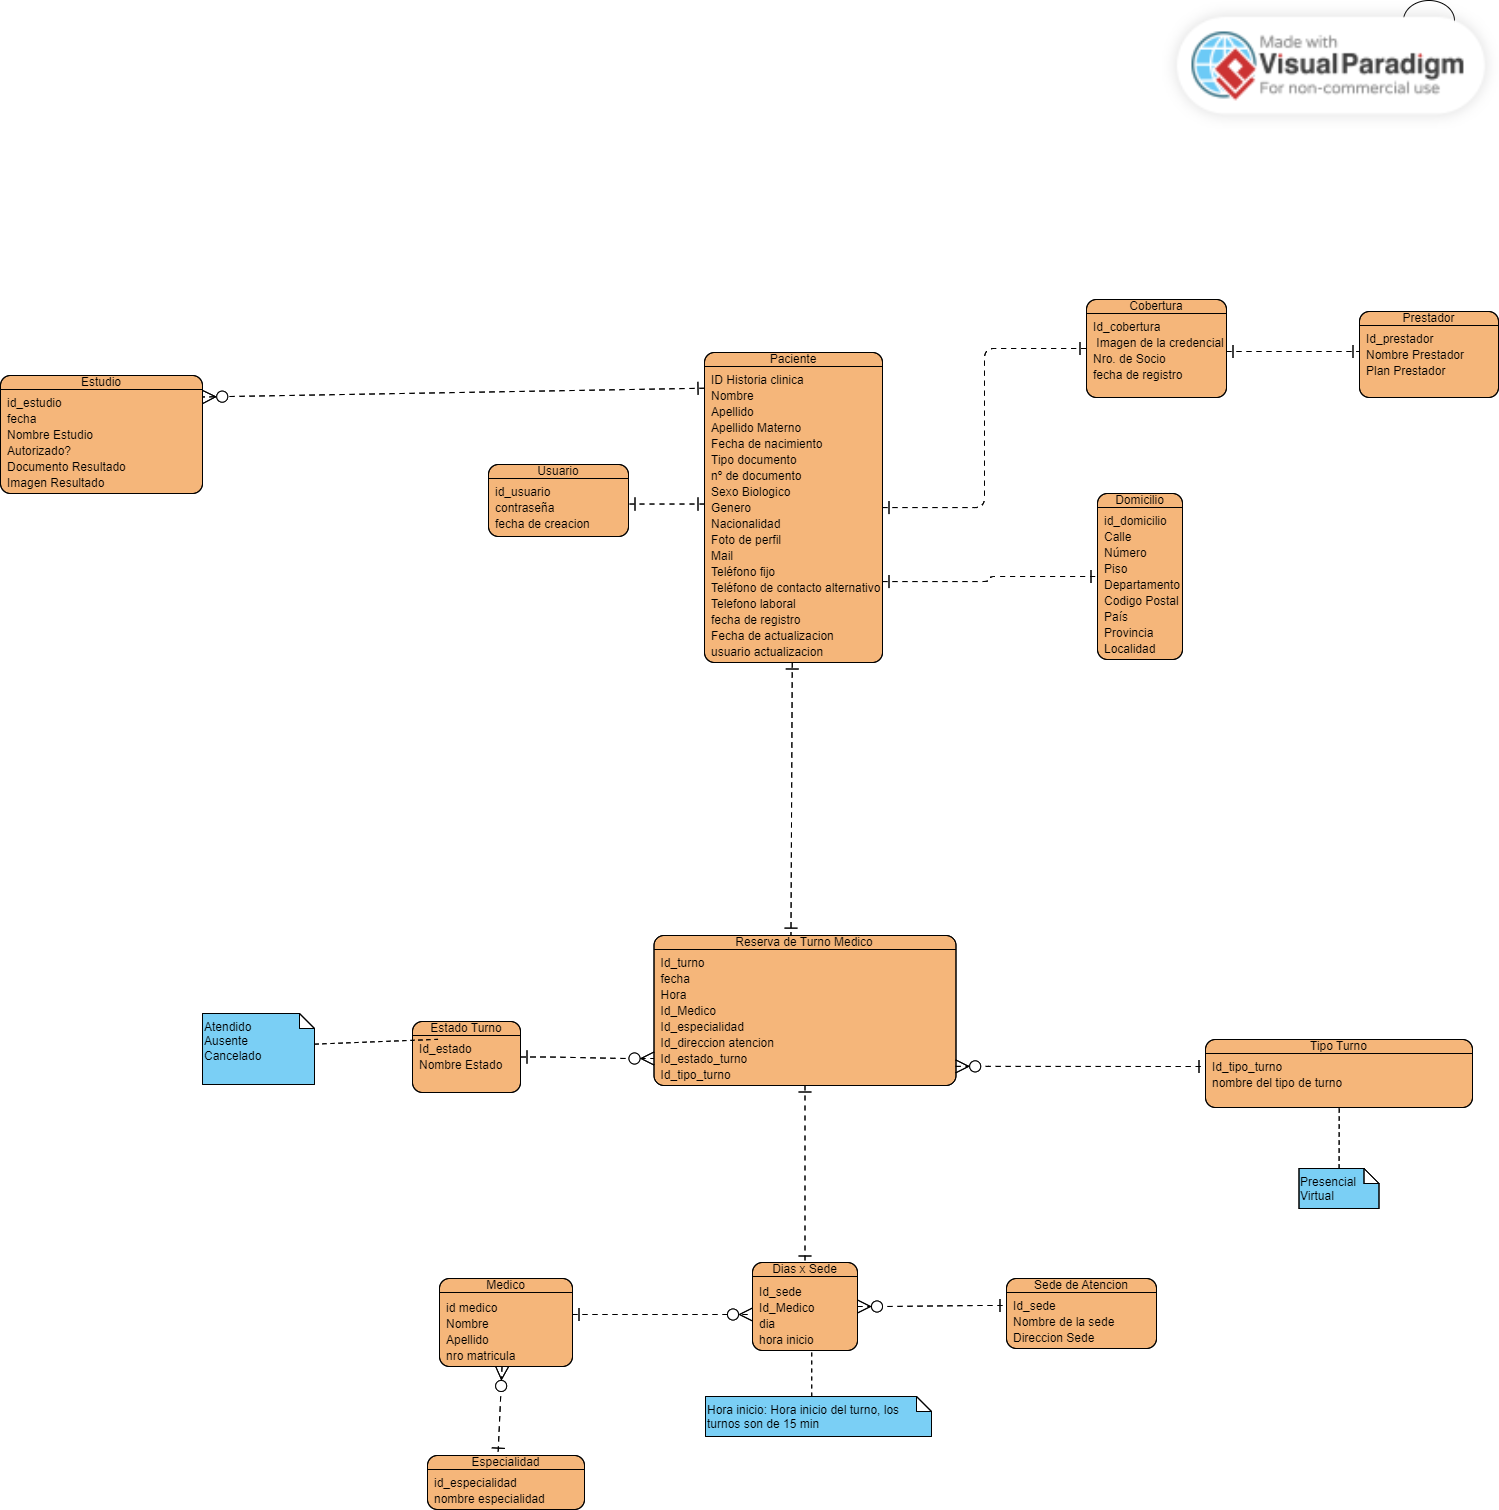 Made with
Visual Paradigm
For non-commercial use
Cobertura
Id_cobertura
Imagen de la credencial
Nro. de Socio
fecha de registro
Prestador
Id_prestador
Nombre Prestador
Plan Prestador
Estudio
id_estudio
fecha
Nombre Estudio
Autorizado?
Documento Resultado
Imagen Resultado
Usuario
id_usuario
contraseña
fecha de creacion
Paciente
ID Historia clinica
Nombre
Apellido
Apellido Materno
Fecha de nacimiento
Tipo documento
nº de documento
Sexo Biologico
Genero
Nacionalidad
Foto de perfil
Mail
Teléfono fijo
Teléfono de contacto alternativo
Telefono laboral
fecha de registro
Fecha de actualizacion
usuario actualizacion
Domicilio
id_domicilio
Calle
Número
Piso
Departamento
Codigo Postal
País
Provincia
Localidad
Reserva de Turno Medico
Id_turno
fecha
Hora
Id_Medico
Id_especialidad
Id_direccion atencion
Id_estado_turno
Id_tipo_turno
Atendido
Ausente
Cancelado
Estado Turno
Id_estado
Nombre Estado
Tipo Turno
Id_tipo_turno
nombre del tipo de turno
Presencial
Virtual
Medico
id medico
Nombre
Apellido
nro matricula
Dias x Sede
Id_sede
Id_Medico
dia
hora inicio
Sede de Atencion
Id_sede
Nombre de la sede
Direccion Sede
Hora inicio: Hora inicio del turno, los
turnos son de 15 min
Especialidad
id_especialidad
nombre especialidad